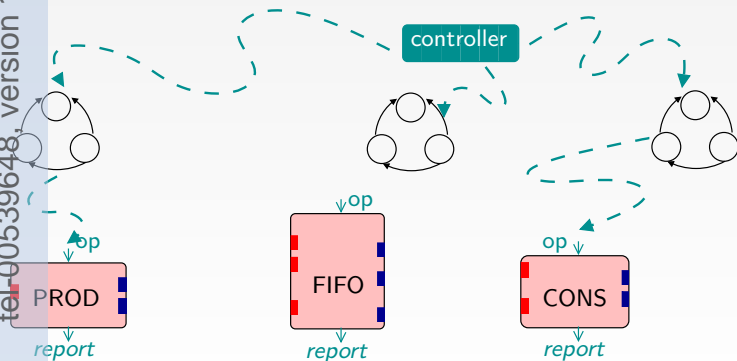 controller
op
op
op
PROD
FIFO
CONS
report
report
report
tel-00539648, version